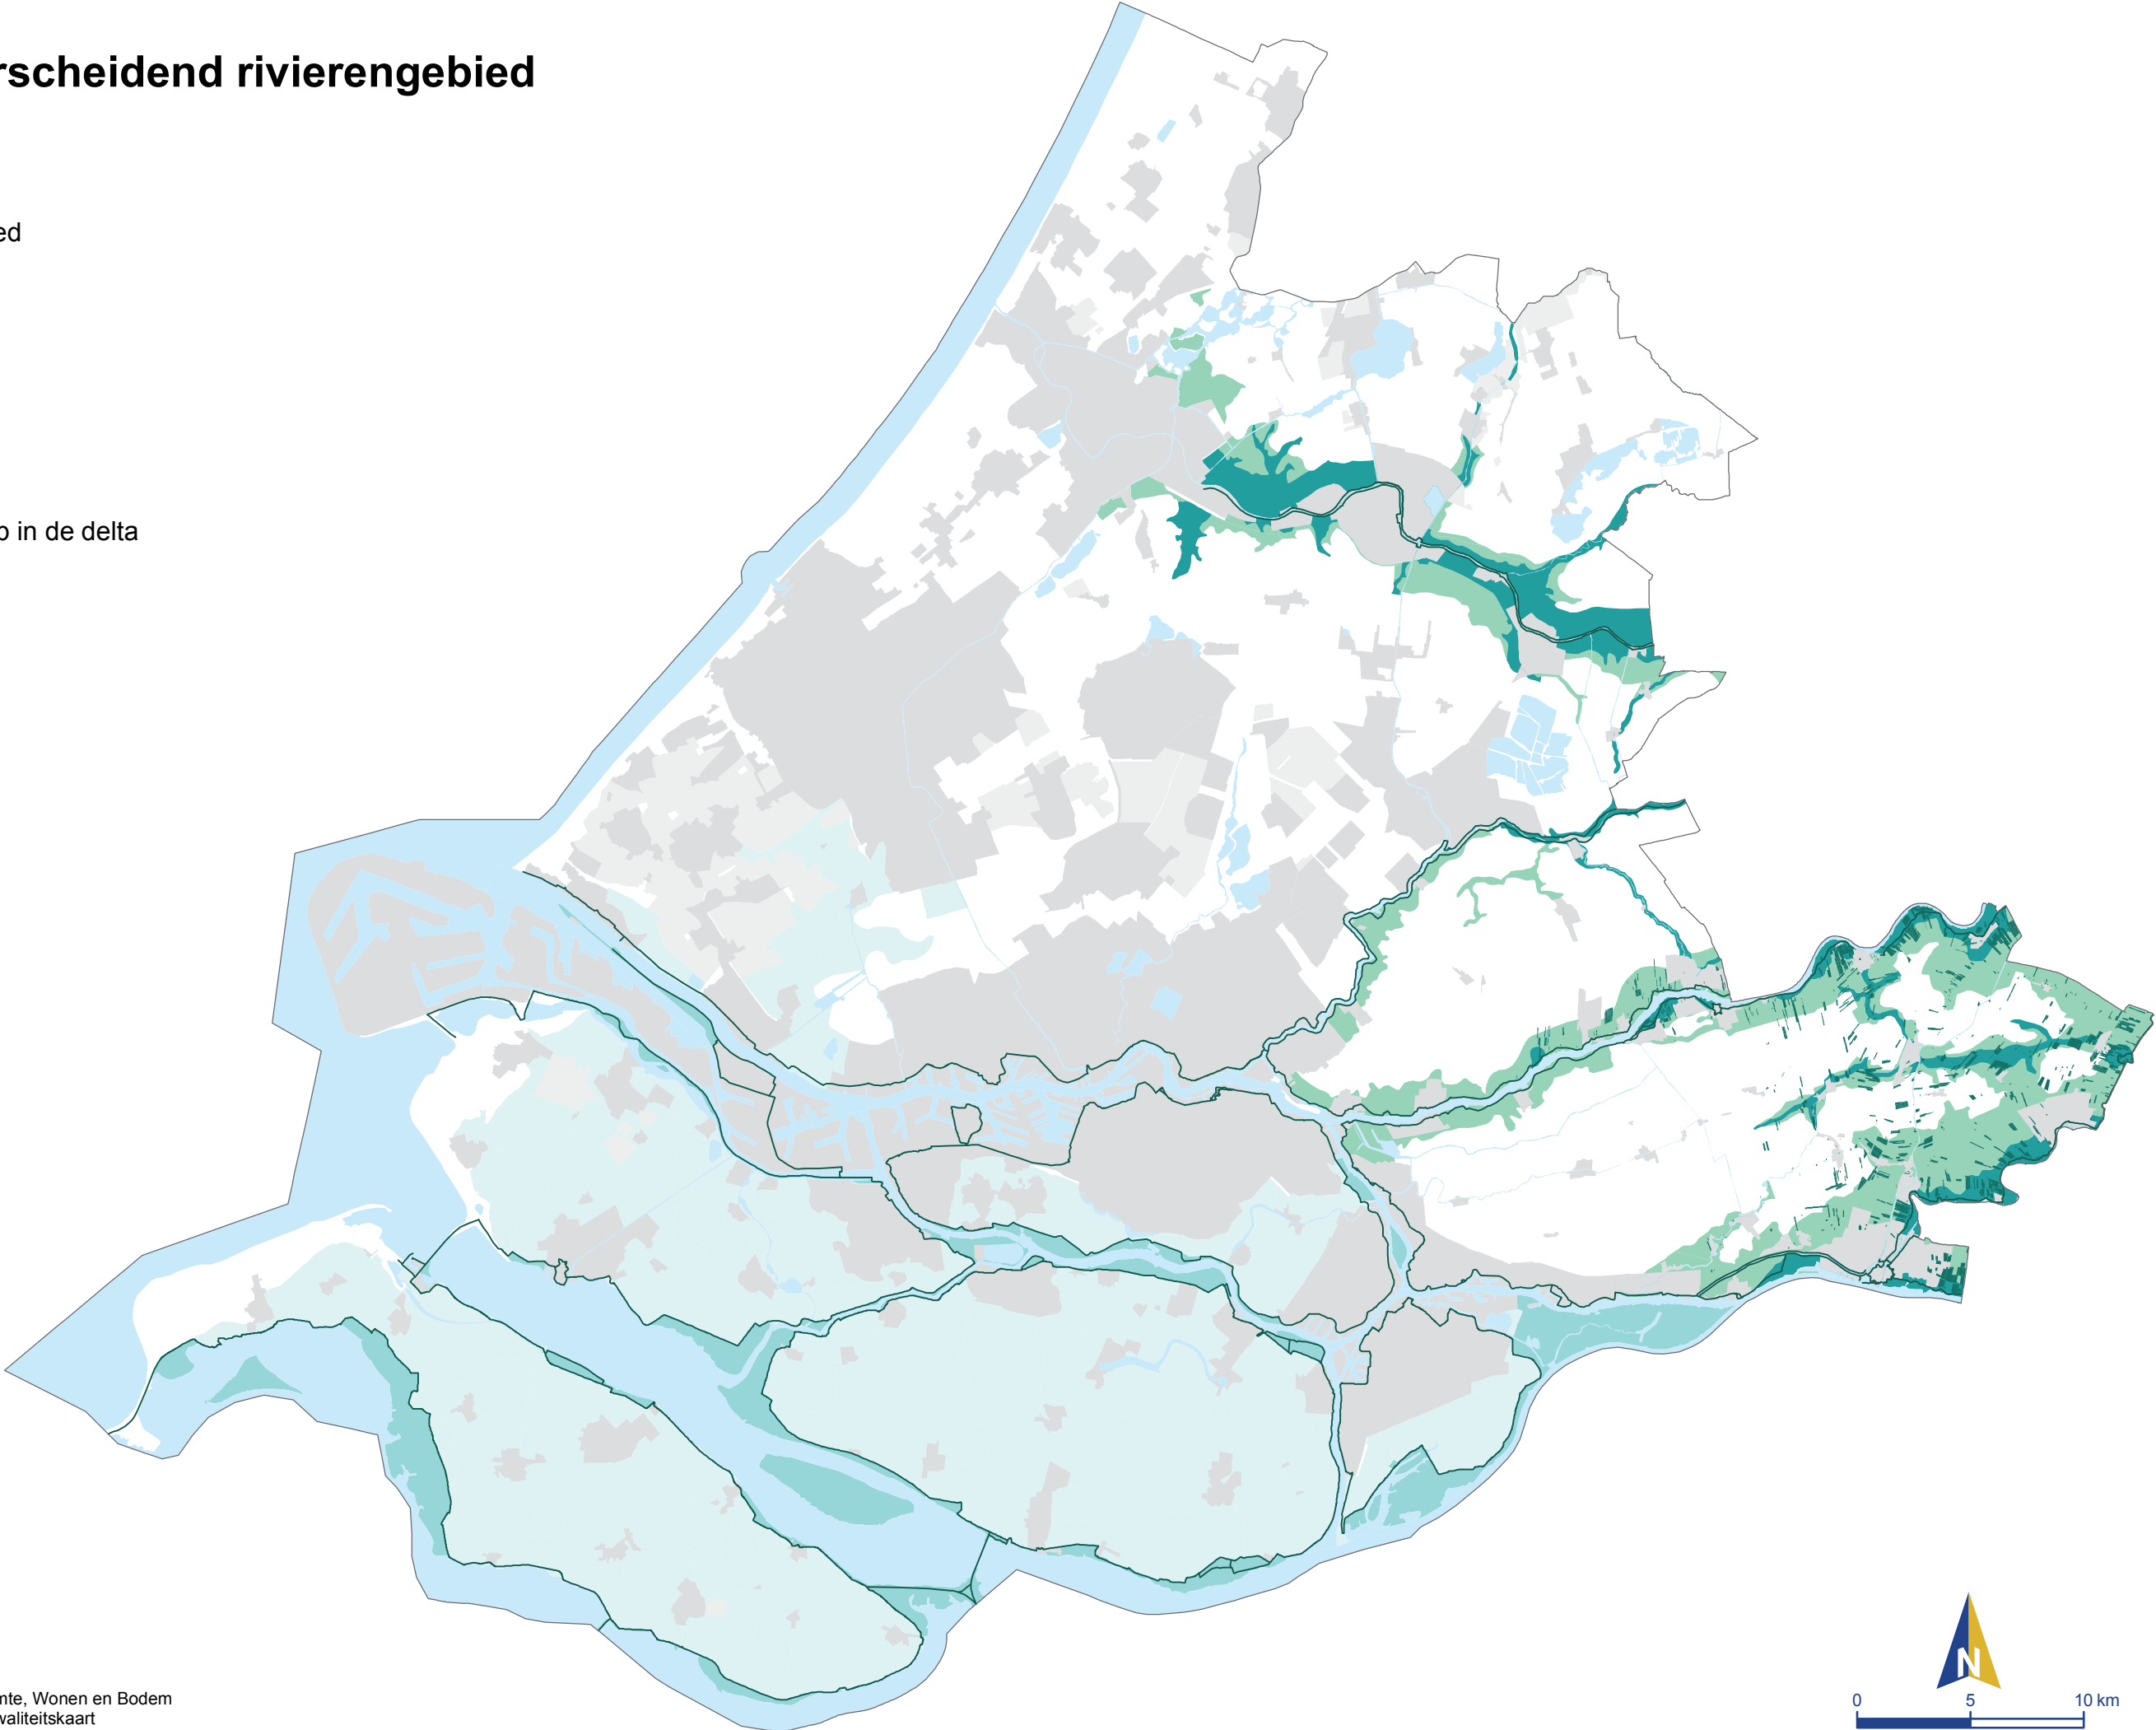 rscheidend rivierengebied
ed
o in de delta
nte, Wonen en Bodem
valiteitskaart
N
0 5 10 km